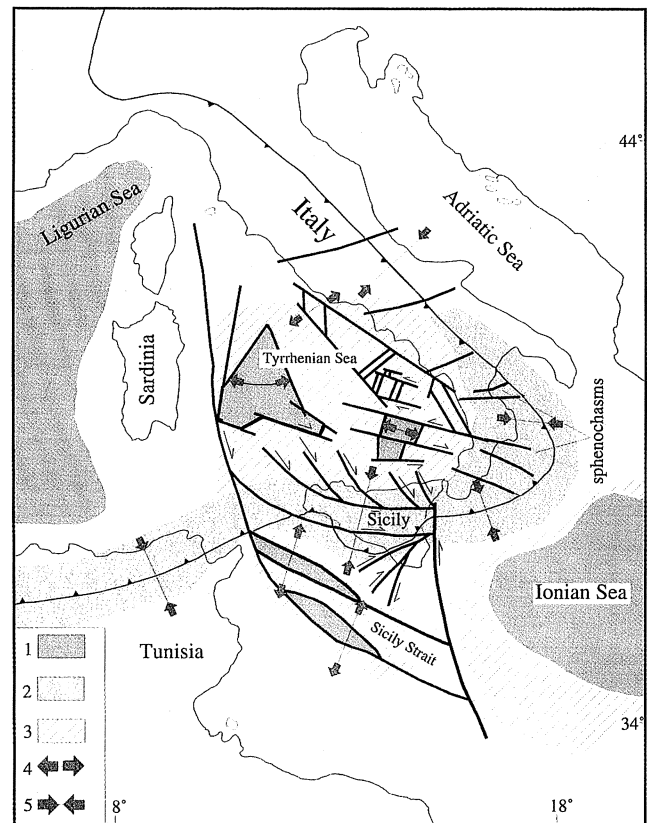 44°
Ligurian Sea
Italy
Adriatic Sea
Sardinia
Tyrrhenian Sea
sphenochasms
Sicily
Ionian Sea
Tunisia
Sicily Strait
34°
1
2
3
4
5
8°
18°